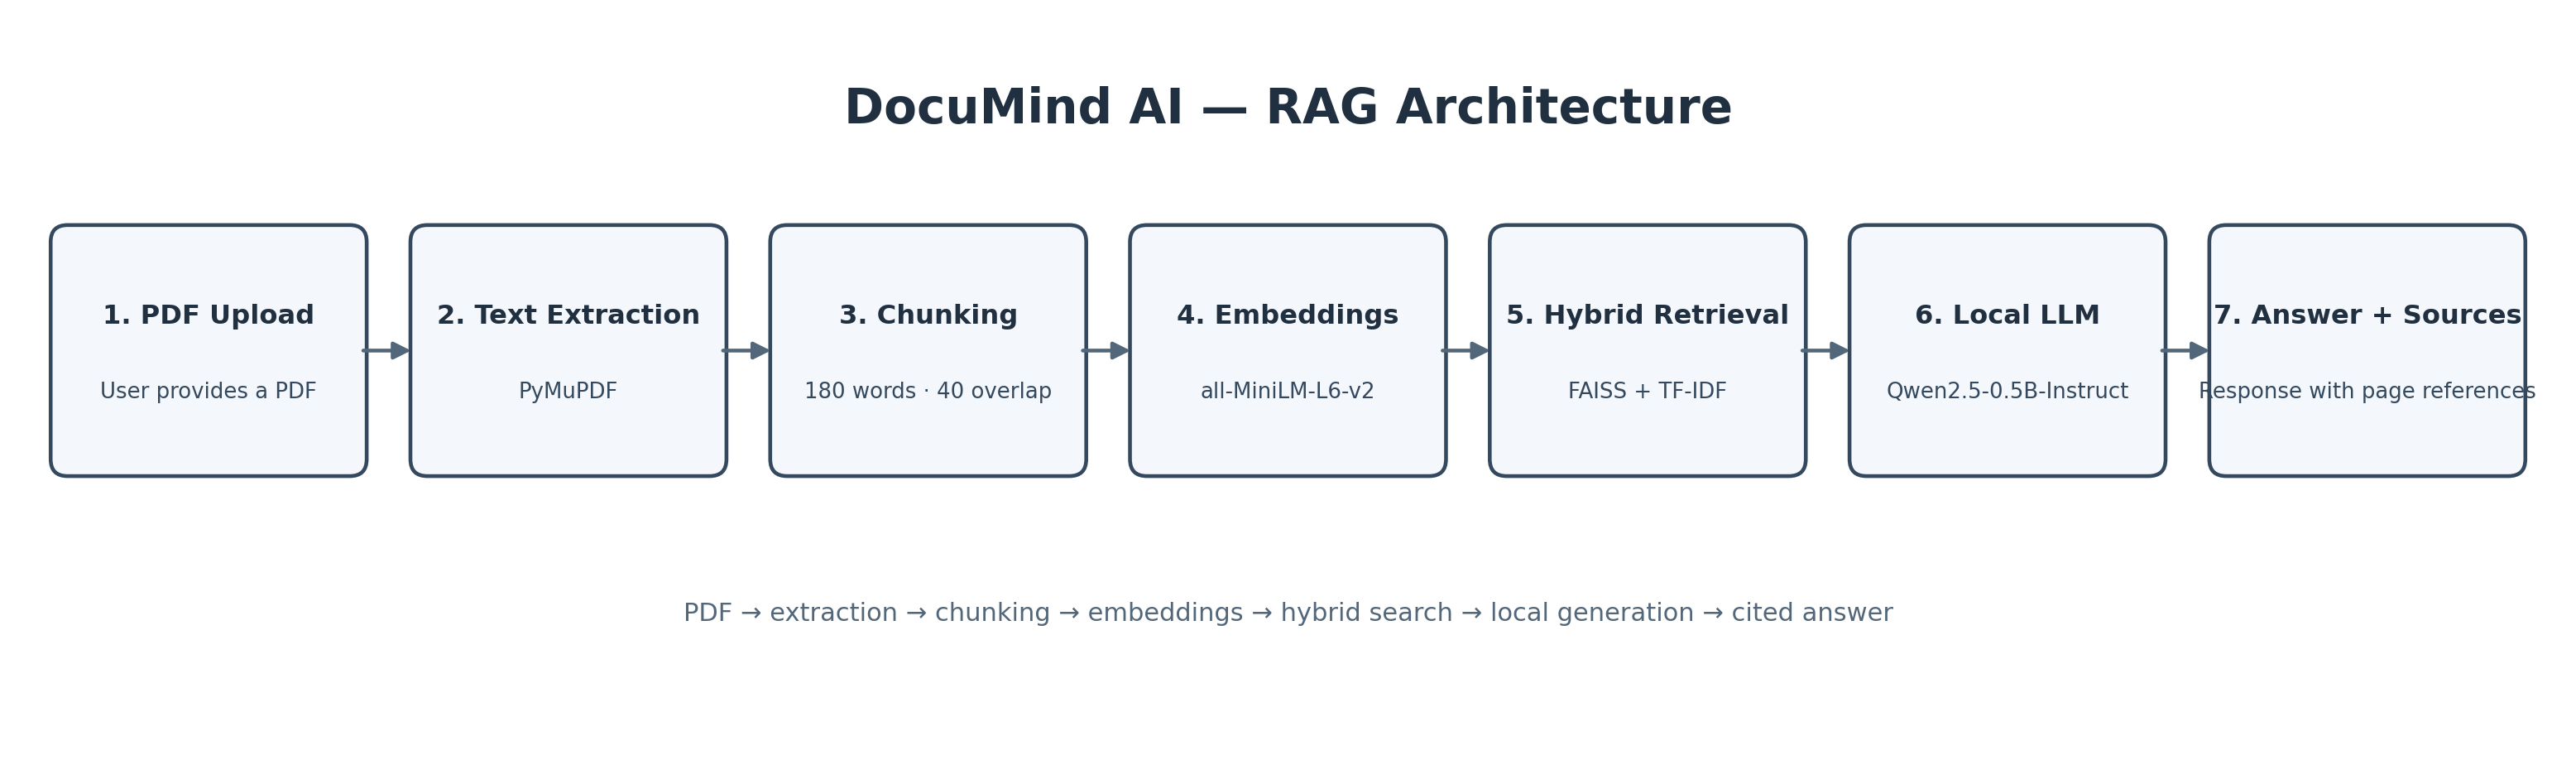 DocuMind AI — RAG Architecture
1. PDF Upload
User provides a PDF
2. Text Extraction
PyMuPDF
3. Chunking
180 words · 40 overlap
4. Embeddings
all-MiniLM-L6-v2
5. Hybrid Retrieval
FAISS + TF-IDF
6. Local LLM
Qwen2.5-0.5B-Instruct
7. Answer + Sources
Response with page references
PDF → extraction → chunking → embeddings → hybrid search → local generation → cited answer